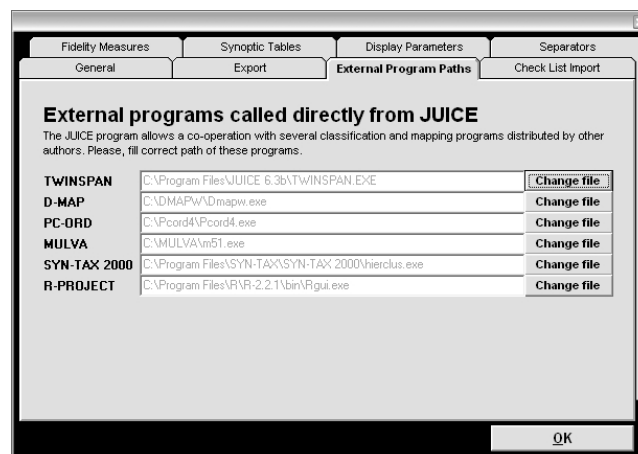 Fidelity Measures Synoptic Tables Display Parameters Separators
General Export External Program Paths Check List Import
External programs called directly from JUICE
The JUICE program allows a co-operation with several classification and mapping programs distributed by other
authors. Please, fill correct path of these programs.
TWINSPAN C:\Program Files\JUICE 6.3b\TWINSPAN.EXE Change file
D-MAP C:\DMAPW\Dmapw.exe Change file
PC-ORD C:\Pcord4\Pcord4.exe Change file
MULVA C:\MULVA\m51.exe Change file
SYN-TAX 2000 C:\Program Files\SYN-TAX\SYN-TAX 2000\hierclus.exe Change file
R-PROJECT C:\Program Files\R\R-2.2.1\bin\Rgui.exe Change file
OK